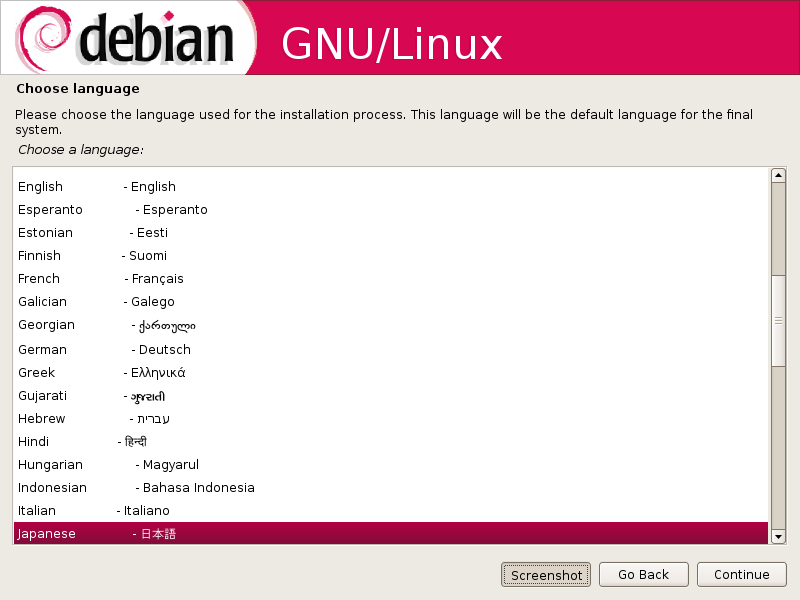 debian GNU/Linux
Choose language
Please choose the language used for the installation process. This language will be the default language for the final
system.
Choose a language:
English - English
Esperanto - Esperanto
Estonian - Eesti
Finnish - Suomi
French - Français
Galician - Galego
Georgian - ქართული
German - Deutsch
Greek - Ελληνικά
Gujarati - ગુજરાતી
Hebrew - עברית
Hindi - हिन्दी
Hungarian - Magyarul
Indonesian - Bahasa Indonesia
Italian - Italiano
Japanese - 日本語
Screenshot Go Back Continue